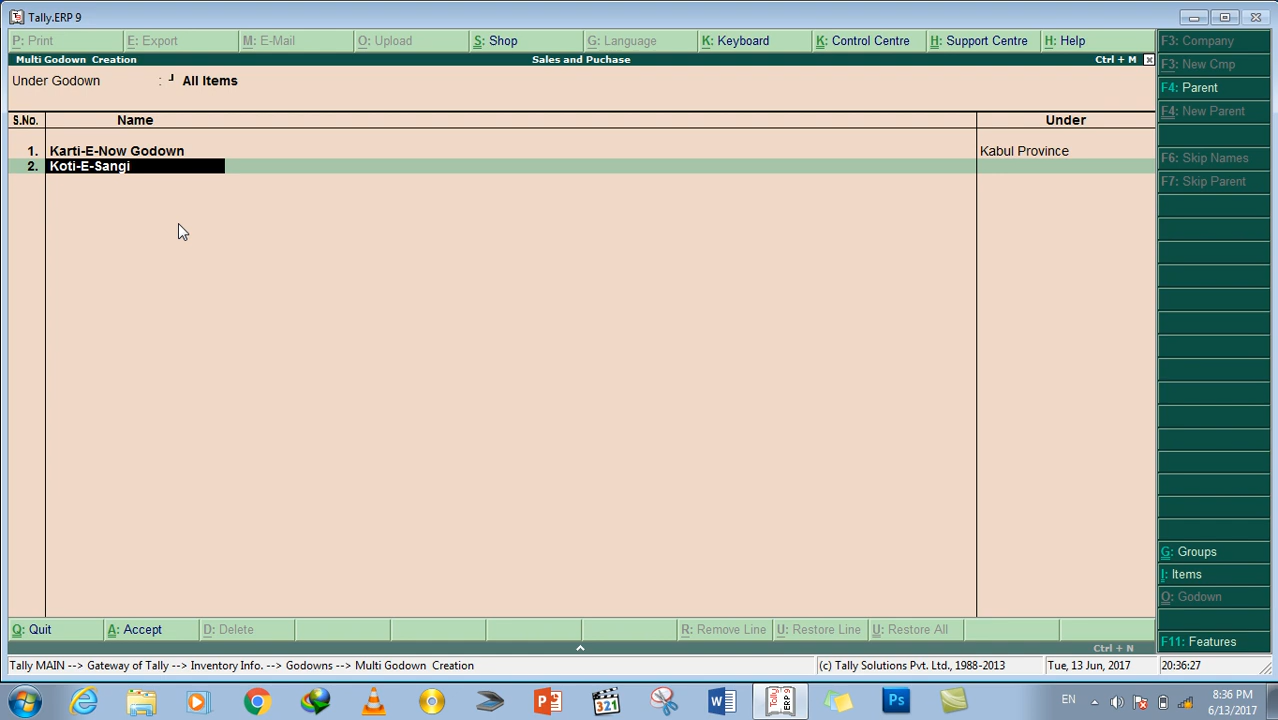 Tally.ERP 9
P: Print E: Export M: E-Mail O: Upload S: Shop G: Language K: Keyboard K: Control Centre H: Support Centre H: Help
F3: Company
Multi Godown Creation Sales and Puchase Ctrl + M
F3: New Cmp
Under Godown : All Items
F4: Parent
F4: New Parent
S.No. Name Under
1. Karti-E-Now Godown Kabul Province
F6: Skip Names
2. Koti-E-Sangi
F7: Skip Parent
G: Groups
I: Items
O: Godown
Q: Quit A: Accept D: Delete R: Remove Line U: Restore Line U: Restore All
F11: Features
Ctrl + N
Tally MAIN --> Gateway of Tally --> Inventory Info. --> Godowns --> Multi Godown Creation (c) Tally Solutions Pvt. Ltd., 1988-2013 Tue, 13 Jun, 2017 20:36:27
321
Tally ERP 9
Ps
EN
8:36 PM
6/13/2017